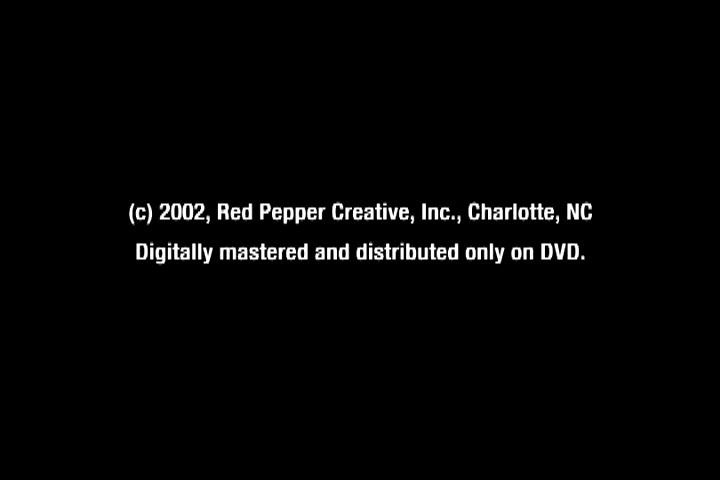 (c) 2002, Red Pepper Creative, Inc., Charlotte, NC
Digitally mastered and distributed only on DVD.